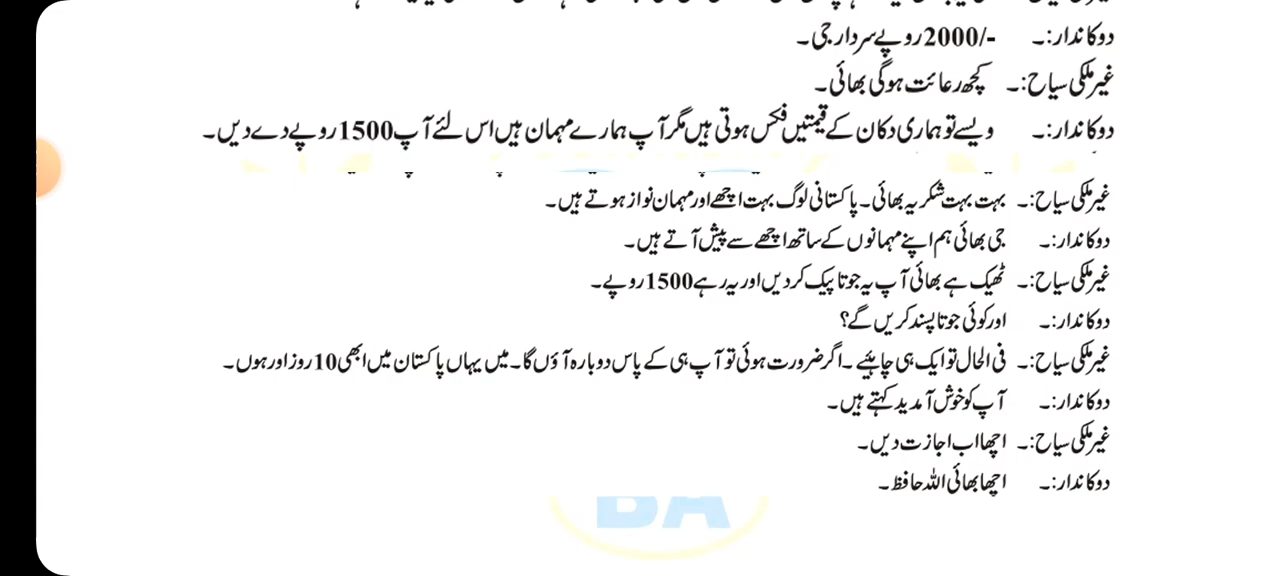 دوکاندار:۔ 2000/- روپے سردار جی۔
غیر ملکی سیاح:۔ کچھ رعائت ہوگی بھائی۔
دوکاندار:۔ ویسے تو ہماری دکان کے قیمتیں فکس ہوتی ہیں مگر آپ ہمارے مہمان ہیں اس لئے آپ 1500 روپے دے دیں۔
غیر ملکی سیاح:۔ بہت بہت شکریہ بھائی۔ پاکستانی لوگ بہت اچھے اور مہمان نواز ہوتے ہیں۔
دوکاندار:۔ جی بھائی ہم اپنے مہمانوں کے ساتھ اچھے سے پیش آتے ہیں۔
غیر ملکی سیاح:۔ ٹھیک ہے بھائی آپ یہ جوتا پیک کر دیں اور یہ رہے 1500 روپے۔
دوکاندار:۔ اور کوئی جوتا پسند کریں گے؟
غیر ملکی سیاح:۔ فی الحال تو ایک ہی چاہئیے۔ اگر ضرورت ہوئی تو آپ ہی کے پاس دوبارہ آؤں گا۔ میں یہاں پاکستان میں ابھی 10 روز اور ہوں۔
دوکاندار:۔ آپ کو خوش آمدید کہتے ہیں۔
غیر ملکی سیاح:۔ اچھا اب اجازت دیں۔
دوکاندار:۔ اچھا بھائی اللہ حافظ۔